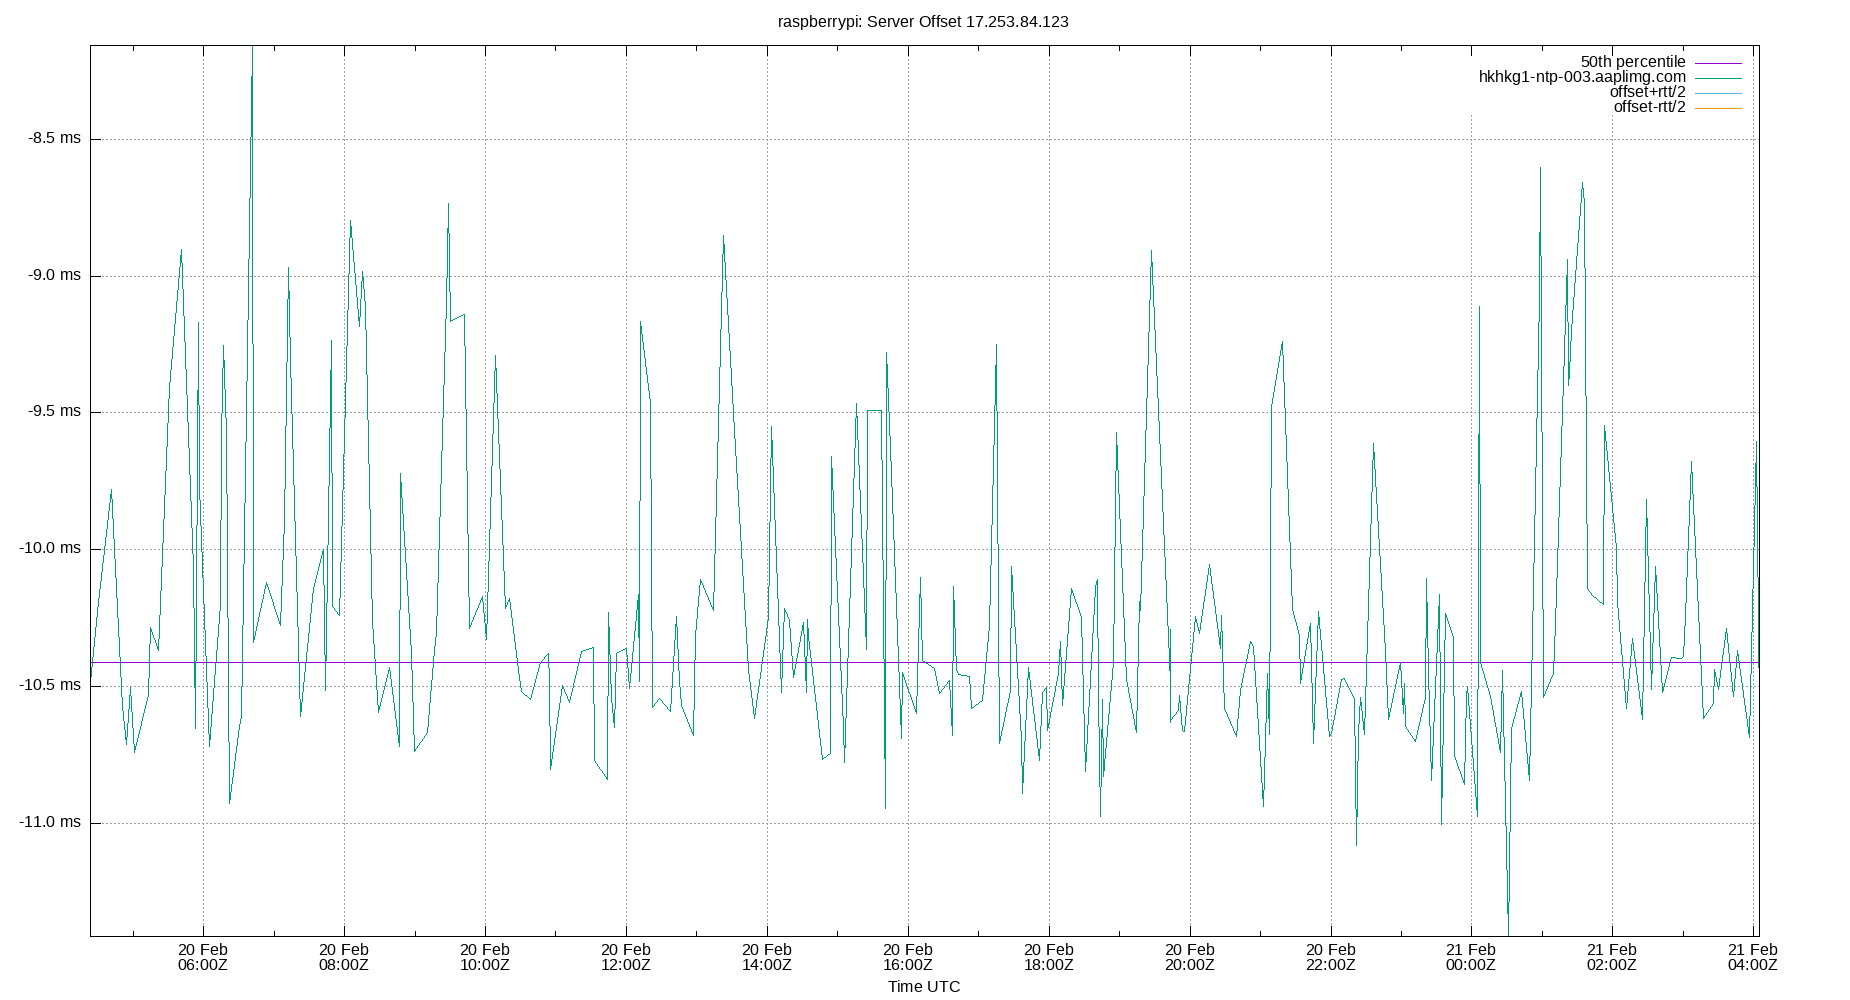 raspberrypi: Server Offset 17.253.84.123
50th percentile
hkhkg1-ntp-003.aaplimg.com
offset+rtt/2
offset-rtt/2
-8.5 ms
-9.0 ms
-9.5 ms
-10.0 ms
-10.5 ms
-11.0 ms
20 Feb 20 Feb 20 Feb 20 Feb 20 Feb 20 Feb 20 Feb 20 Feb 20 Feb 21 Feb 21 Feb 21 Feb
06:00Z 08:00Z 10:00Z 12:00Z 14:00Z 16:00Z 18:00Z 20:00Z 22:00Z 00:00Z 02:00Z 04:00Z
Time UTC